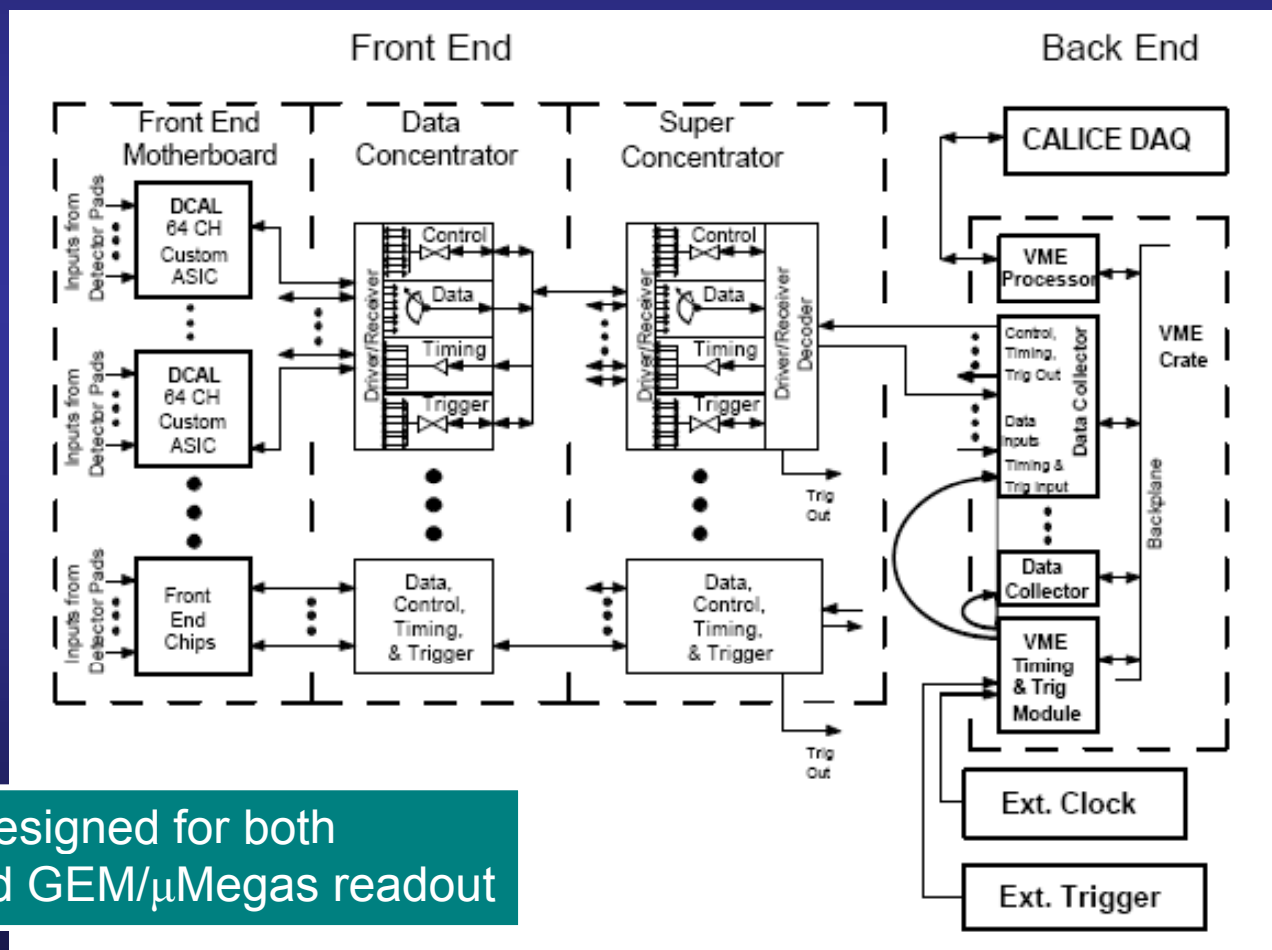 Front End
Back End
Front End
Motherboard
Data
Concentrator
Super
Concentrator
Inputs from
Detector Pads
DCAL
64 CH
Custom
ASIC
Inputs from
Detector Pads
DCAL
64 CH
Custom
ASIC
Inputs from
Detector Pads
Front
End
Chips
Driver/Receiver
Control
Data
Timing
Trigger
Data,
Control,
Timing,
& Trigger
Driver/Receiver
Control
Data
Timing
Trigger
Driver/Receiver
Decoder
Trig
Out
Data,
Control,
Timing,
& Trigger
Trig
Out
CALICE DAQ
VME
Processor
VME
Crate
Control,
Timing,
Trig Out
Data
Inputs
Timing &
Trig Input
Data Collector
Backplane
Data
Collector
VME
Timing
& Trig
Module
Ext. Clock
Ext. Trigger
designed for both
GEM/μMegas readout